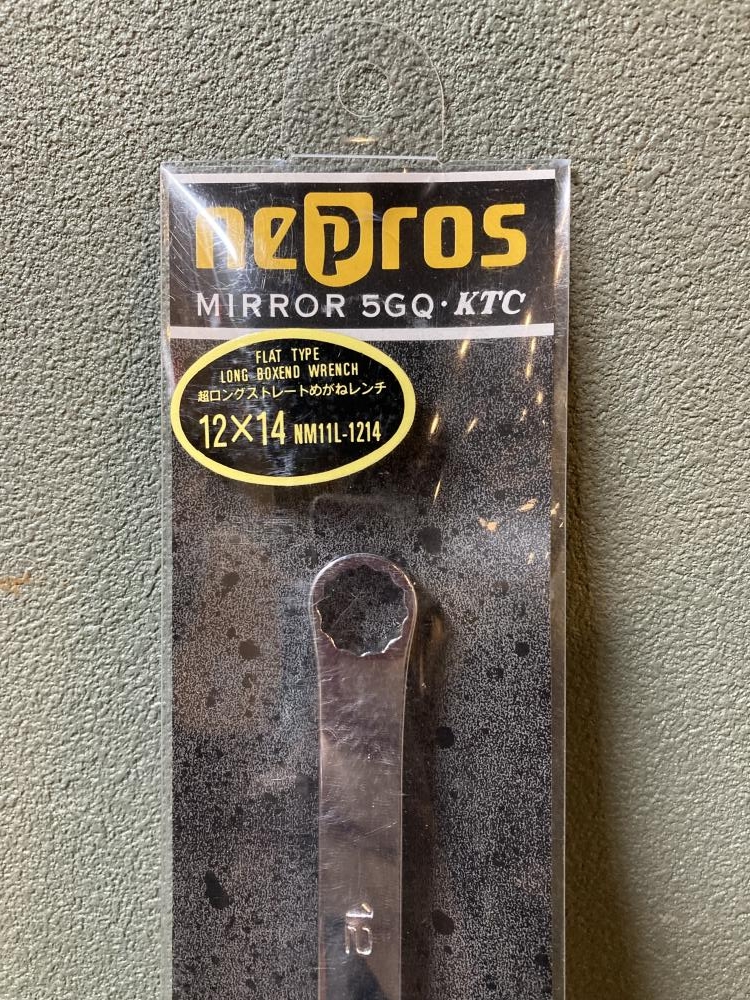 nepros
MIRROR 5GQ・KTC
FLAT TYPE
LONG BOXEND WRENCH
超ロングストレートめがねレンチ
12×14 NM11L-1214
12